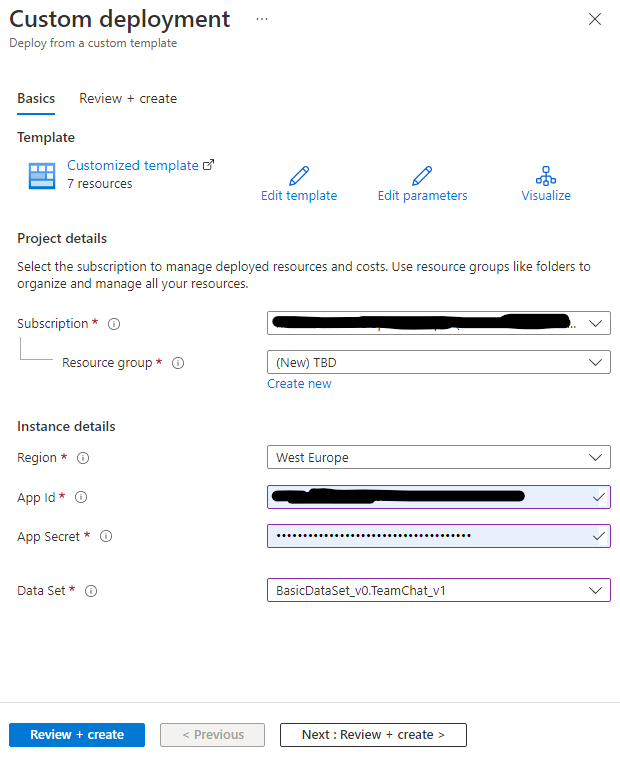 Custom deployment ...
Deploy from a custom template
Basics Review + create
Template
Customized template
7 resources
Edit template Edit parameters Visualize
Project details
Select the subscription to manage deployed resources and costs. Use resource groups like folders to
organize and manage all your resources.
Subscription *
Resource group * (New) TBD
Create new
Instance details
Region * West Europe
App Id *
App Secret * •••••••••••••••••••••••••••••••••••••
Data Set * BasicDataSet_v0.TeamChat_v1
Review + create < Previous Next : Review + create >